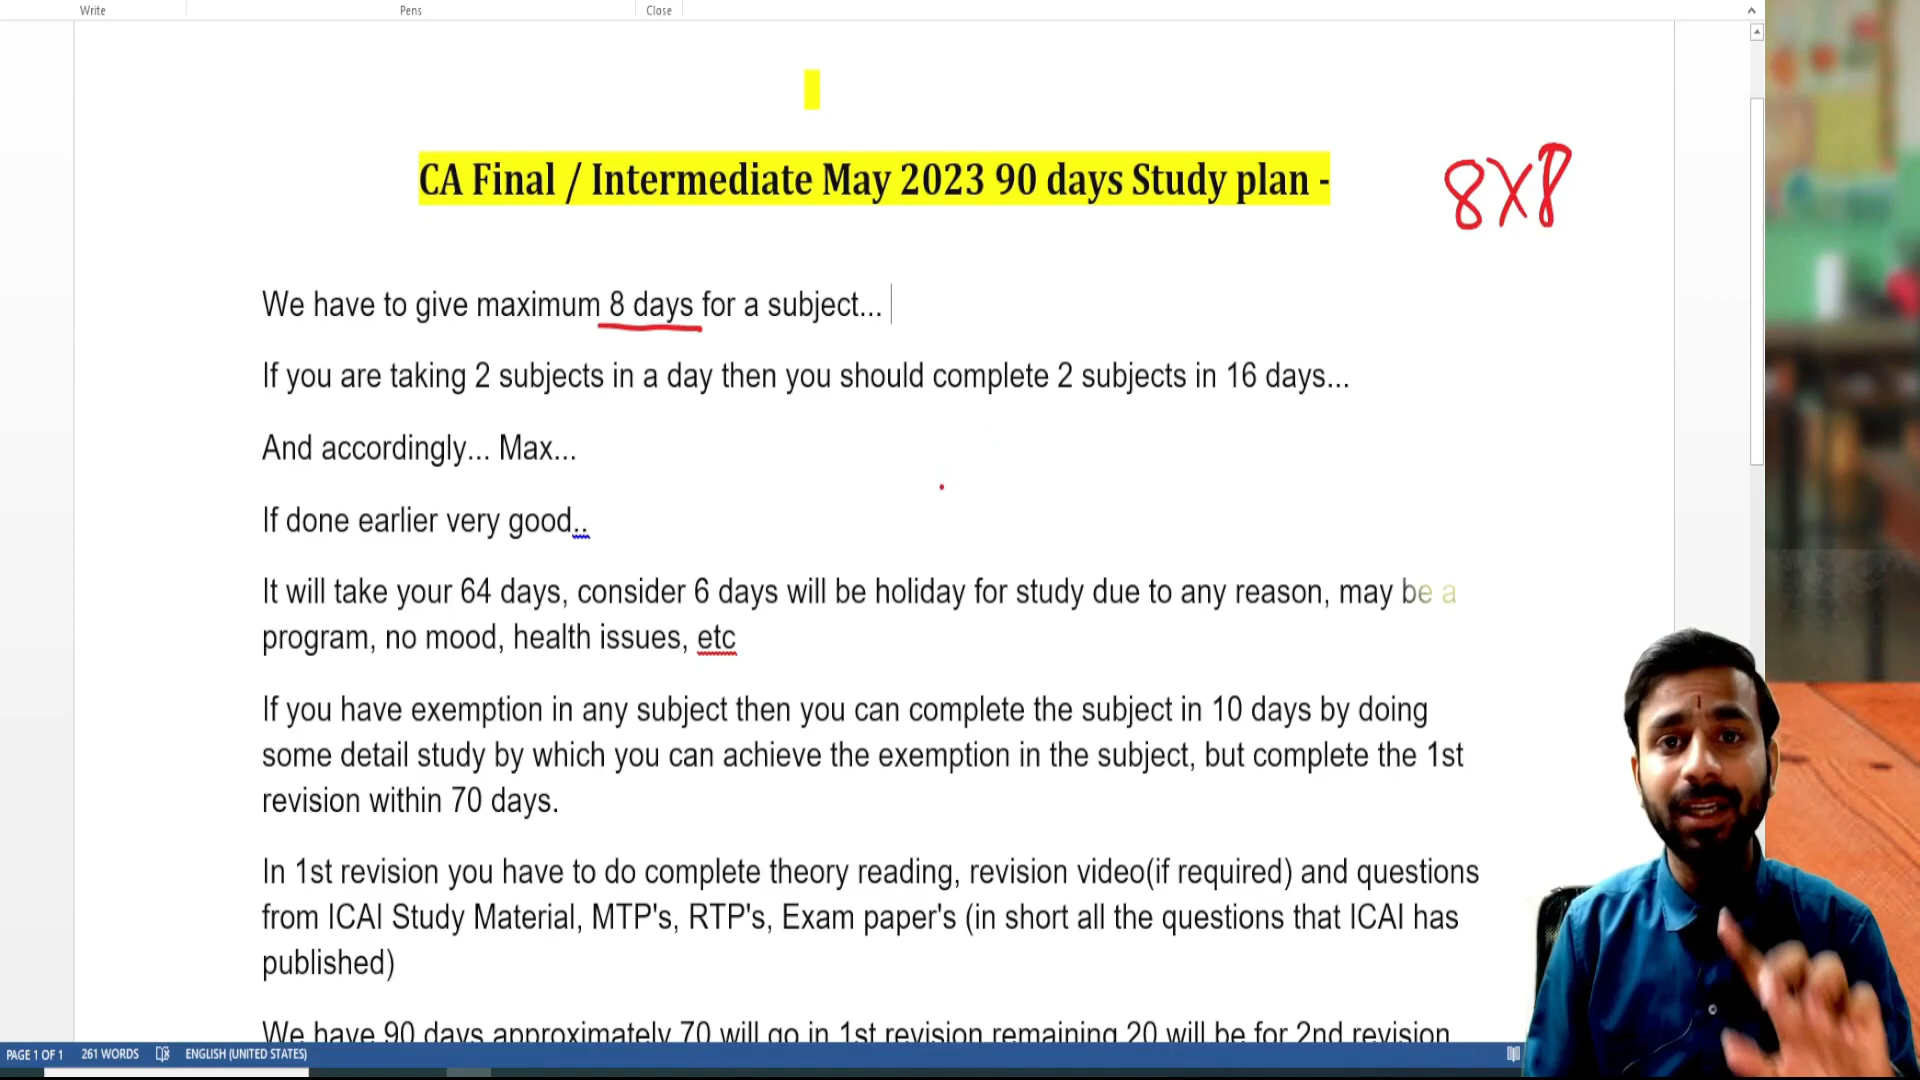 Write Pens Close
CA Final / Intermediate May 2023 90 days Study plan -
8X8
We have to give maximum 8 days for a subject...
If you are taking 2 subjects in a day then you should complete 2 subjects in 16 days...
And accordingly... Max...
If done earlier very good..
It will take your 64 days, consider 6 days will be holiday for study due to any reason, may be a
program, no mood, health issues, etc
If you have exemption in any subject then you can complete the subject in 10 days by doing
some detail study by which you can achieve the exemption in the subject, but complete the 1st
revision within 70 days.
In 1st revision you have to do complete theory reading, revision video(if required) and questions
from ICAI Study Material, MTP's, RTP's, Exam paper's (in short all the questions that ICAI has
published)
We have 90 days approximately 70 will go in 1st revision remaining 20 will be for 2nd revision
PAGE 1 OF 1 261 WORDS ENGLISH (UNITED STATES)